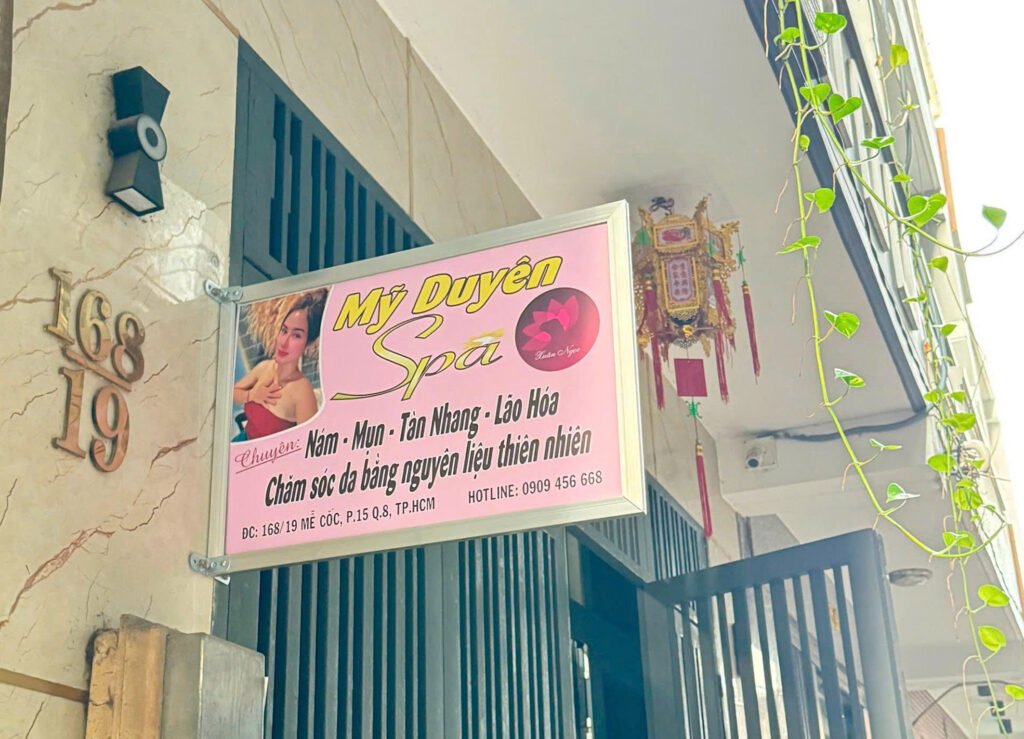 168
19
Mỹ Duyên
Spa
Xuân Ngọc
Chuyên: Nám - Mụn - Tàn Nhang - Lão Hóa
Chăm sóc da bằng nguyên liệu thiên nhiên
ĐC: 168/19 MỄ CỐC, P.15 Q.8, TP.HCM
HOTLINE: 0909 456 668